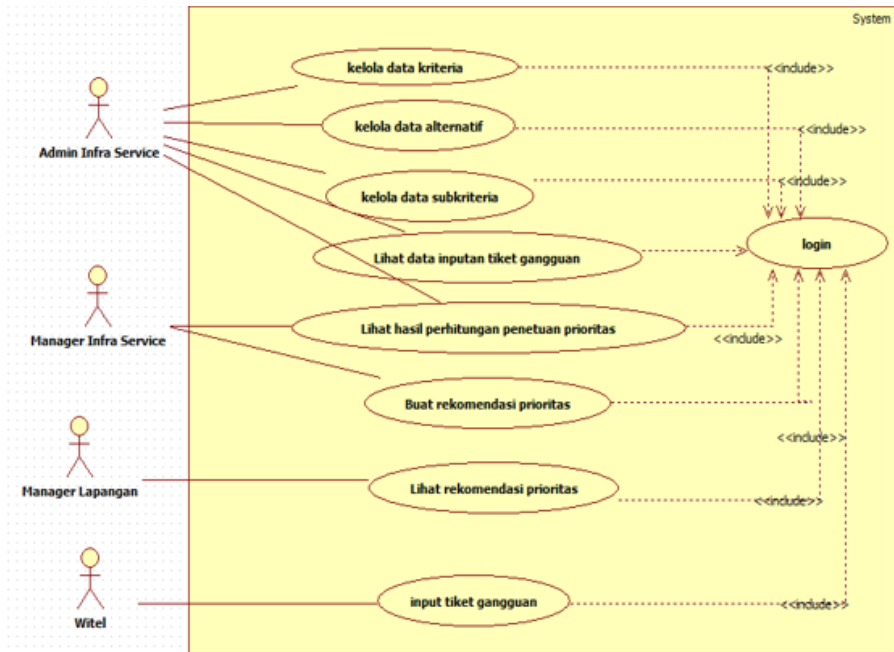 System
kelola data kriteria
<<include>>
Admin Infra Service
kelola data alternatif
<<include>>
kelola data subkriteria
<<include>>
login
Lihat data inputan tiket gangguan
Manager Infra Service
Lihat hasil perhitungan penetuan prioritas
<<include>>
Buat rekomendasi prioritas
<<include>>
Manager Lapangan
Lihat rekomendasi prioritas
<<include>>
Witel
input tiket gangguan
<<include>>